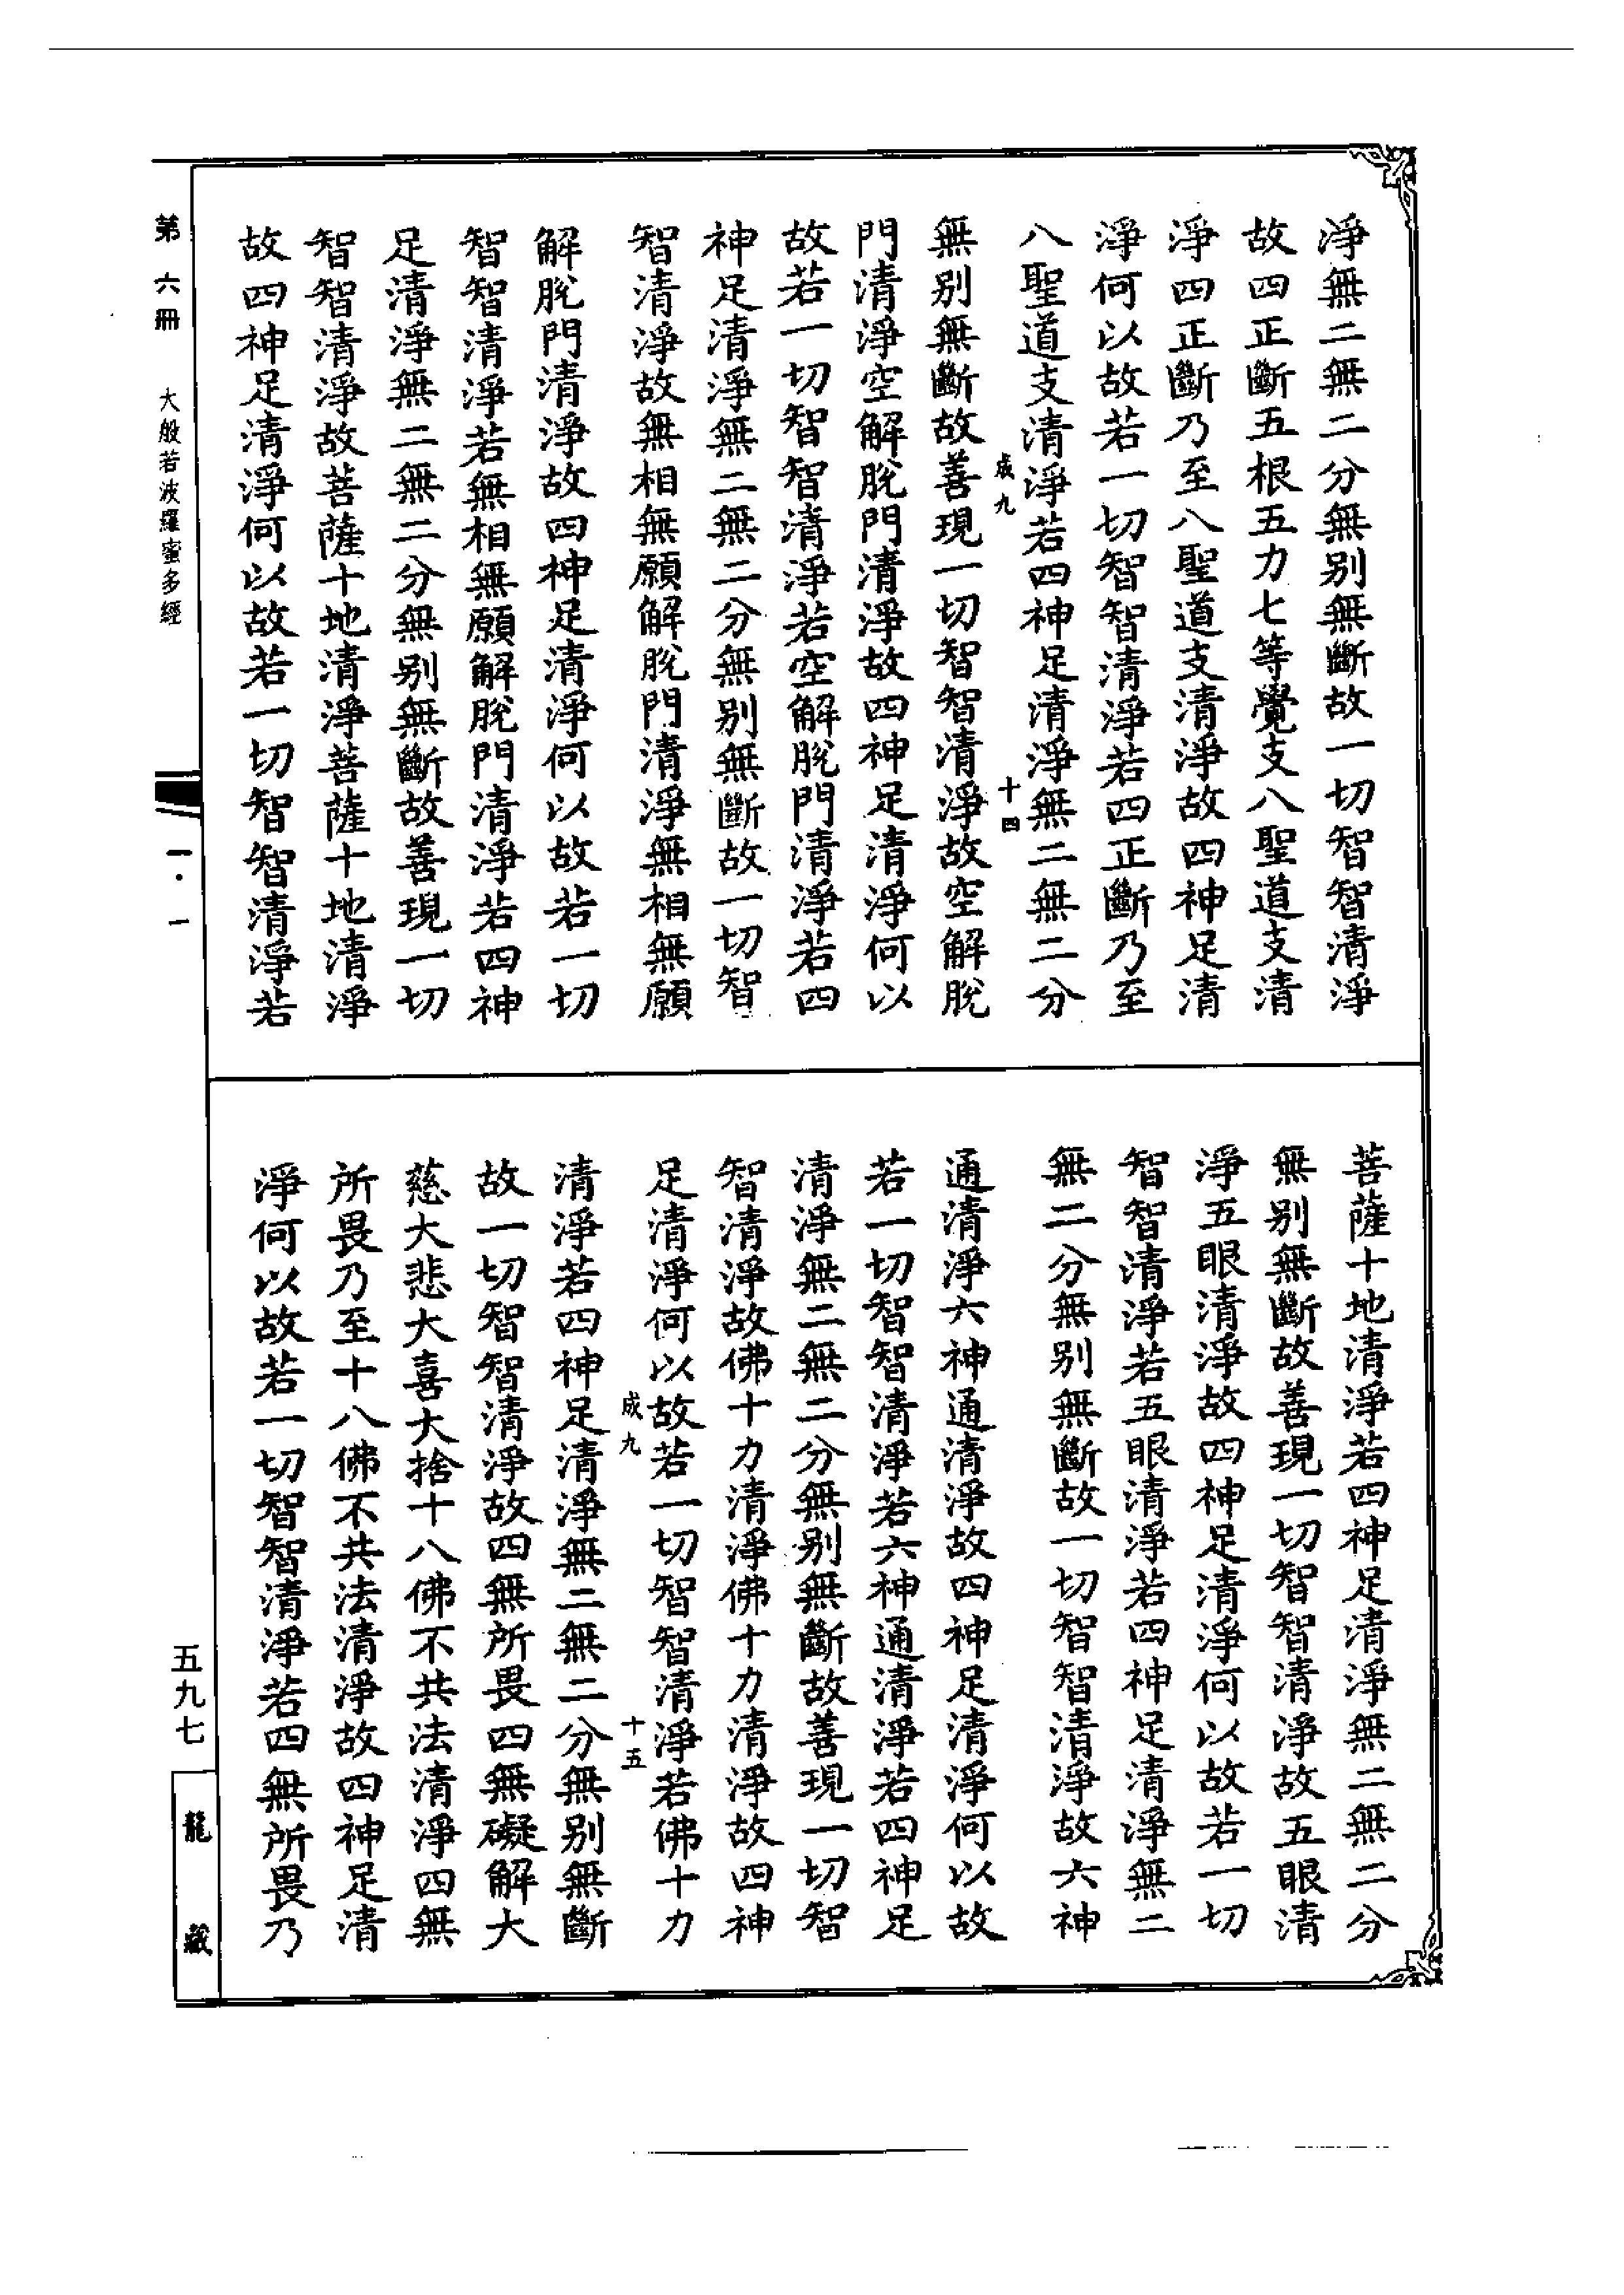 淨無二無二分無别無斷故一切智智清淨
故四正斷五根五力七等覺支八聖道支清
淨四正斷乃至八聖道支清淨故四神足清
淨何以故若一切智智清淨若四正斷乃至
八聖道支清淨若四神足清淨無二無二分
成九
十四
無别無斷故善現一切智智清淨故空解脫
門清淨空解脫門清淨故四神足清淨何以
故若一切智智清淨若空解脫門清淨若四
神足清淨無二無二分無别無斷故一切智
智清淨故無相無願解脫門清淨無相無願
解脫門清淨故四神足清淨何以故若一切
智智清淨若無相無願解脫門清淨若四神
足清淨無二無二分無别無斷故善現一切
智智清淨故菩薩十地清淨菩薩十地清淨
故四神足清淨何以故若一切智智清淨若
菩薩十地清淨若四神足清淨無二無二分
無别無斷故善現一切智智清淨故五眼清
淨五眼清淨故四神足清淨何以故若一切
智智清淨若五眼清淨若四神足清淨無二
無二分無别無斷故一切智智清淨故六神
通清淨六神通清淨故四神足清淨何以故
若一切智智清淨若六神通清淨若四神足
清淨無二無二分無别無斷故善現一切智
智清淨故佛十力清淨佛十力清淨故四神
足清淨何以故若一切智智清淨若佛十力
成九
十五
清淨若四神足清淨無二無二分無别無斷
故一切智智清淨故四無所畏四無礙解大
慈大悲大喜大捨十八佛不共法清淨四無
所畏乃至十八佛不共法清淨故四神足清
淨何以故若一切智智清淨若四無所畏乃
第六冊
大般若波羅蜜多經
一·一
五九七
龍藏